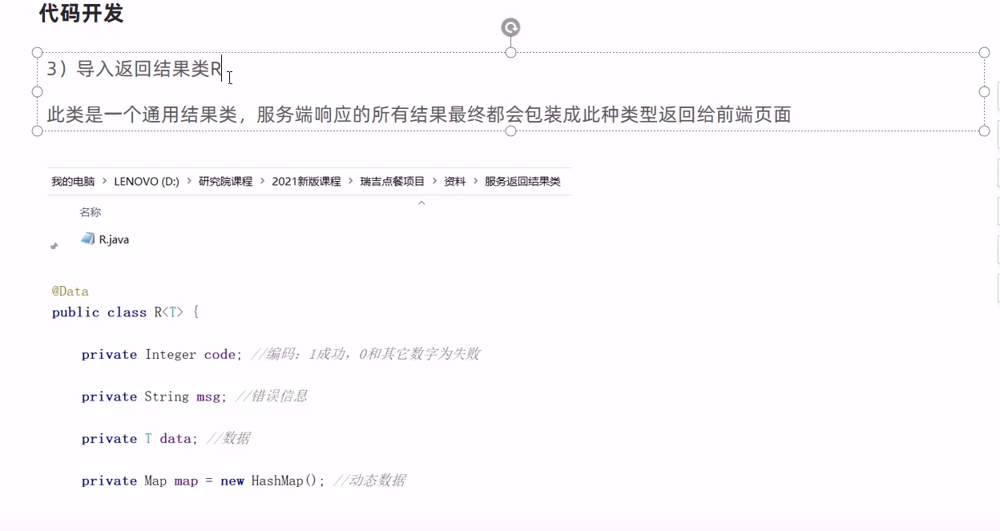 代码开发
3）导入返回结果类R
此类是一个通用结果类，服务端响应的所有结果最终都会包装成此种类型返回给前端页面
我的电脑 > LENOVO (D:) > 研究院课程 > 2021新版课程 > 瑞吉点餐项目 > 资料 > 服务返回结果类
名称
R.java
@Data
public class R<T> {
private Integer code; //编码：1成功，0和其它数字为失败
private String msg; //错误信息
private T data; //数据
private Map map = new HashMap(); //动态数据